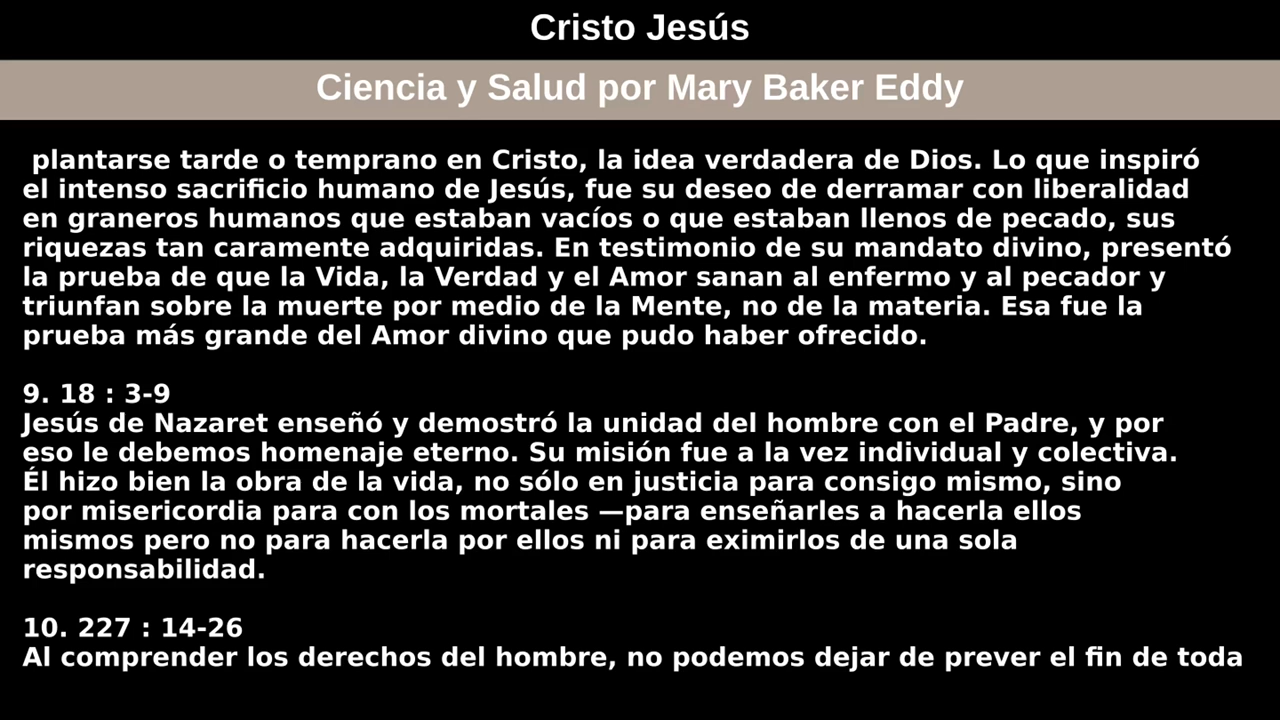 Cristo Jesús
Ciencia y Salud por Mary Baker Eddy
plantarse tarde o temprano en Cristo, la idea verdadera de Dios. Lo que inspiró
el intenso sacrificio humano de Jesús, fue su deseo de derramar con liberalidad
en graneros humanos que estaban vacíos o que estaban llenos de pecado, sus
riquezas tan caramente adquiridas. En testimonio de su mandato divino, presentó
la prueba de que la Vida, la Verdad y el Amor sanan al enfermo y al pecador y
triunfan sobre la muerte por medio de la Mente, no de la materia. Esa fue la
prueba más grande del Amor divino que pudo haber ofrecido.
9. 18 : 3-9
Jesús de Nazaret enseñó y demostró la unidad del hombre con el Padre, y por
eso le debemos homenaje eterno. Su misión fue a la vez individual y colectiva.
Él hizo bien la obra de la vida, no sólo en justicia para consigo mismo, sino
por misericordia para con los mortales —para enseñarles a hacerla ellos
mismos pero no para hacerla por ellos ni para eximirlos de una sola
responsabilidad.
10. 227 : 14-26
Al comprender los derechos del hombre, no podemos dejar de prever el fin de toda